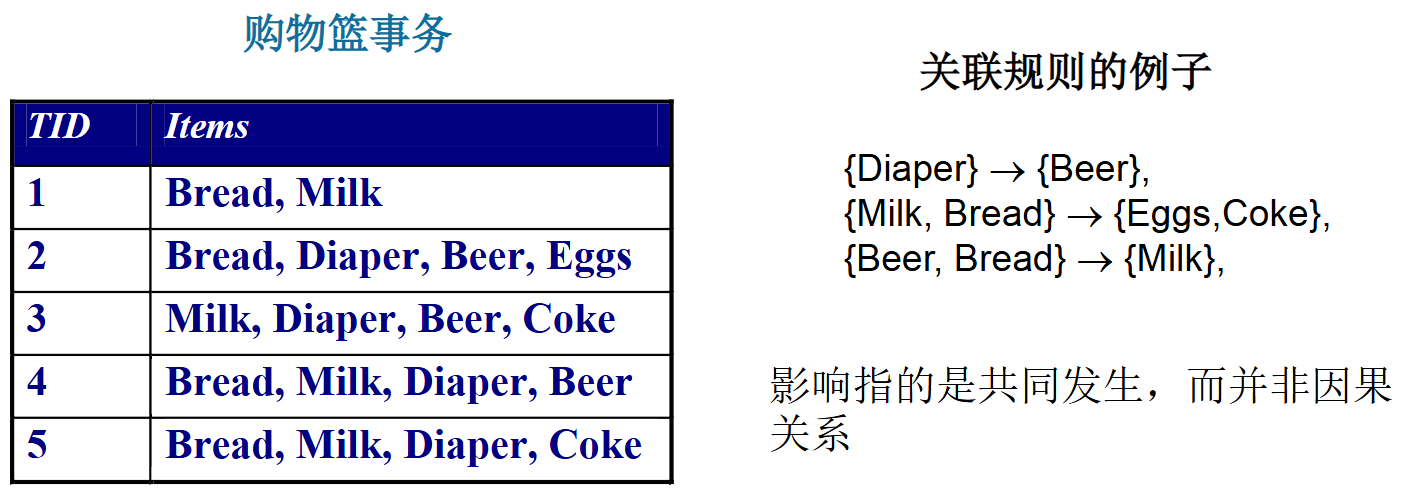 购物篮事务
TID Items
1 Bread, Milk
2 Bread, Diaper, Beer, Eggs
3 Milk, Diaper, Beer, Coke
4 Bread, Milk, Diaper, Beer
5 Bread, Milk, Diaper, Coke
关联规则的例子
{Diaper} → {Beer},
{Milk, Bread} → {Eggs,Coke},
{Beer, Bread} → {Milk},
影响指的是共同发生，而并非因果
关系